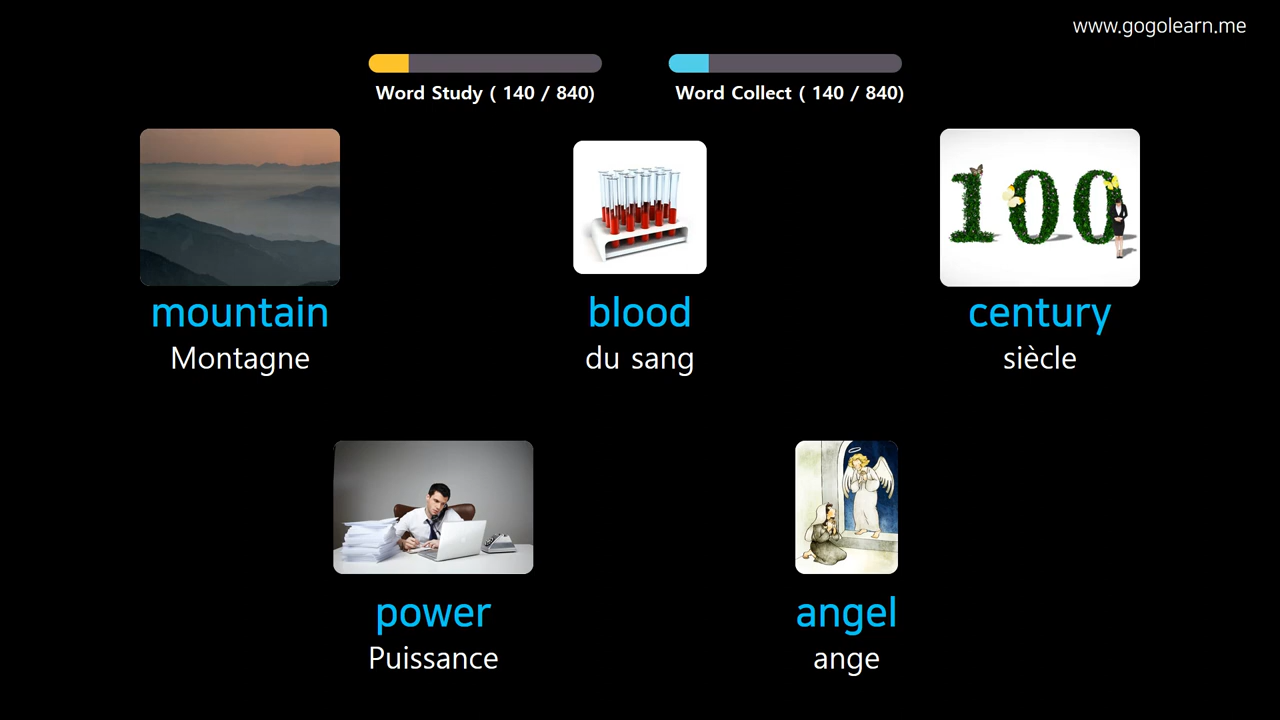 www.gogolearn.me
Word Study ( 140 / 840)
Word Collect ( 140 / 840)
100
mountain
blood
century
Montagne
du sang
siècle
power
angel
Puissance
ange